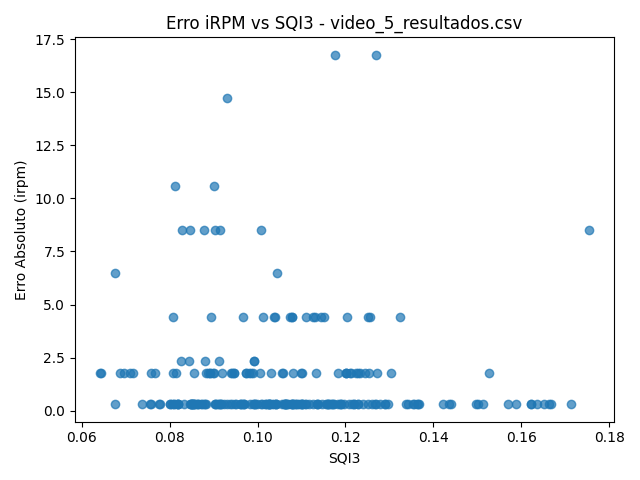 Erro iRPM vs SQI3 - video_5_resultados.csv
17.5
15.0
12.5
10.0
7.5
5.0
2.5
0.0
Erro Absoluto (irpm)
0.06 0.08 0.10 0.12 0.14 0.16 0.18
SQI3